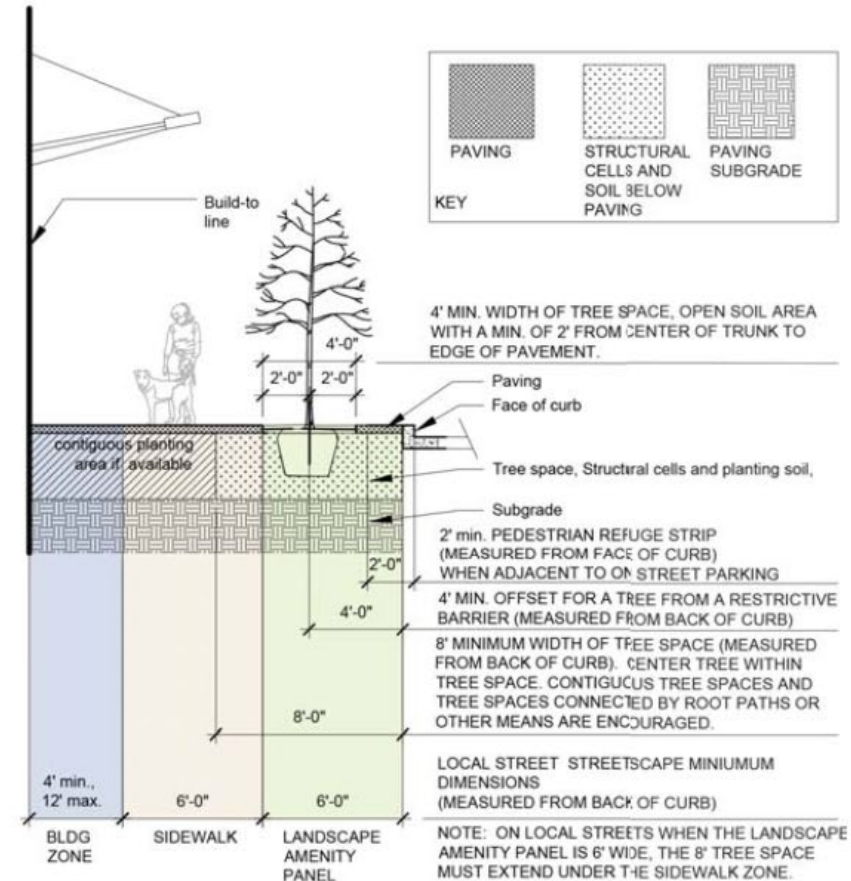 PAVING
STRUCTURAL
CELLS AND
SOIL BELOW
PAVING
PAVING
SUBGRADE
KEY
Build-to
line
4' MIN. WIDTH OF TREE SPACE, OPEN SOIL AREA
WITH A MIN. OF 2' FROM CENTER OF TRUNK TO
EDGE OF PAVEMENT.
4'-0"
2'-0"
2'-0"
Paving
Face of curb
contiguous planting
area if available
Tree space, Structural cells and planting soil,
Subgrade
2' min. PEDESTRIAN REFUGE STRIP
(MEASURED FROM FACE OF CURB)
WHEN ADJACENT TO ON STREET PARKING
2'-0"
4' MIN. OFFSET FOR A TREE FROM A RESTRICTIVE
BARRIER (MEASURED FROM BACK OF CURB)
4'-0"
8' MINIMUM WIDTH OF TREE SPACE (MEASURED
FROM BACK OF CURB). CENTER TREE WITHIN
TREE SPACE. CONTIGUOUS TREE SPACES AND
TREE SPACES CONNECTED BY ROOT PATHS OR
OTHER MEANS ARE ENCOURAGED.
8'-0"
LOCAL STREET STREETSCAPE MINIUMUM
DIMENSIONS
(MEASURED FROM BACK OF CURB)
4' min.,
12' max.
6'-0"
6'-0"
BLDG
ZONE
SIDEWALK
LANDSCAPE
AMENITY
PANEL
NOTE: ON LOCAL STREETS WHEN THE LANDSCAPE
AMENITY PANEL IS 6' WIDE, THE 8' TREE SPACE
MUST EXTEND UNDER THE SIDEWALK ZONE.